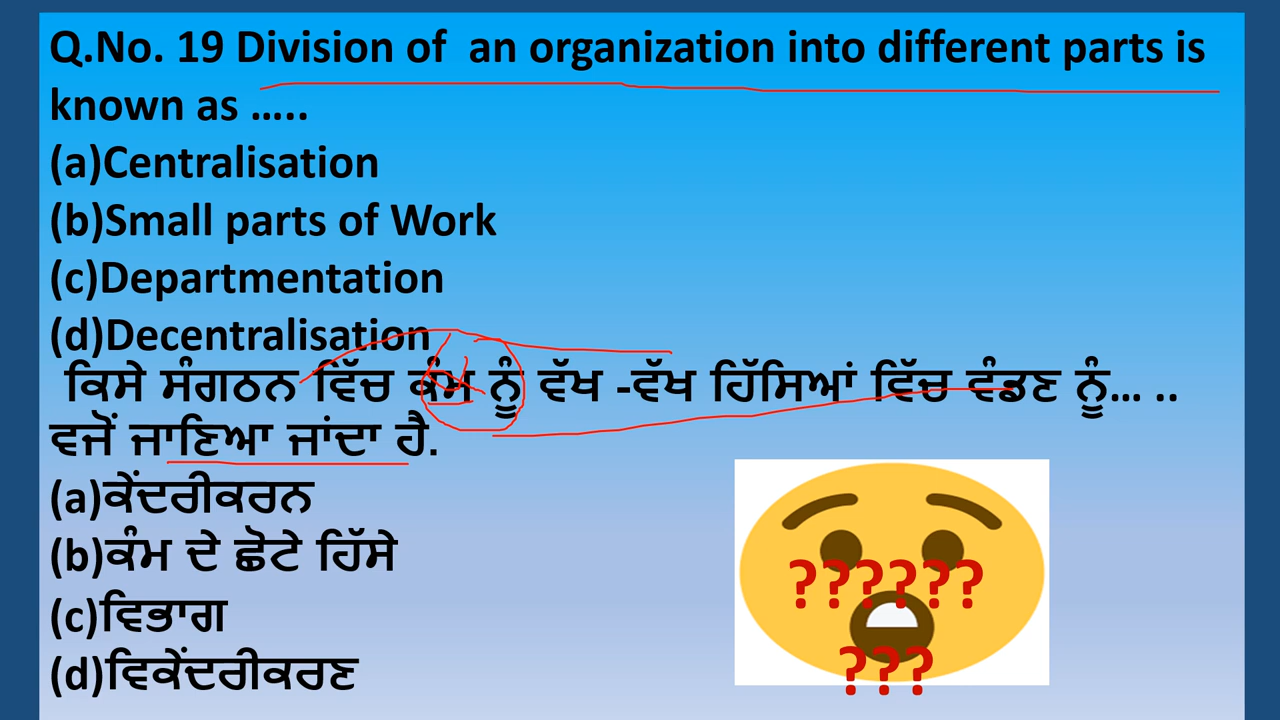 Q.No. 19 Division of an organization into different parts is
known as …..
(a)Centralisation
(b)Small parts of Work
(c)Departmentation
(d)Decentralisation
ਕਿਸੇ ਸੰਗਠਨ ਵਿੱਚ ਕੰਮ ਨੂੰ ਵੱਖ -ਵੱਖ ਹਿੱਸਿਆਂ ਵਿੱਚ ਵੰਡਣ ਨੂੰ… ..
ਵਜੋਂ ਜਾਣਿਆ ਜਾਂਦਾ ਹੈ.
(a)ਕੇਂਦਰੀਕਰਨ
(b)ਕੰਮ ਦੇ ਛੋਟੇ ਹਿੱਸੇ
(c)ਵਿਭਾਗ
(d)ਵਿਕੇਂਦਰੀਕਰਣ
??????
???